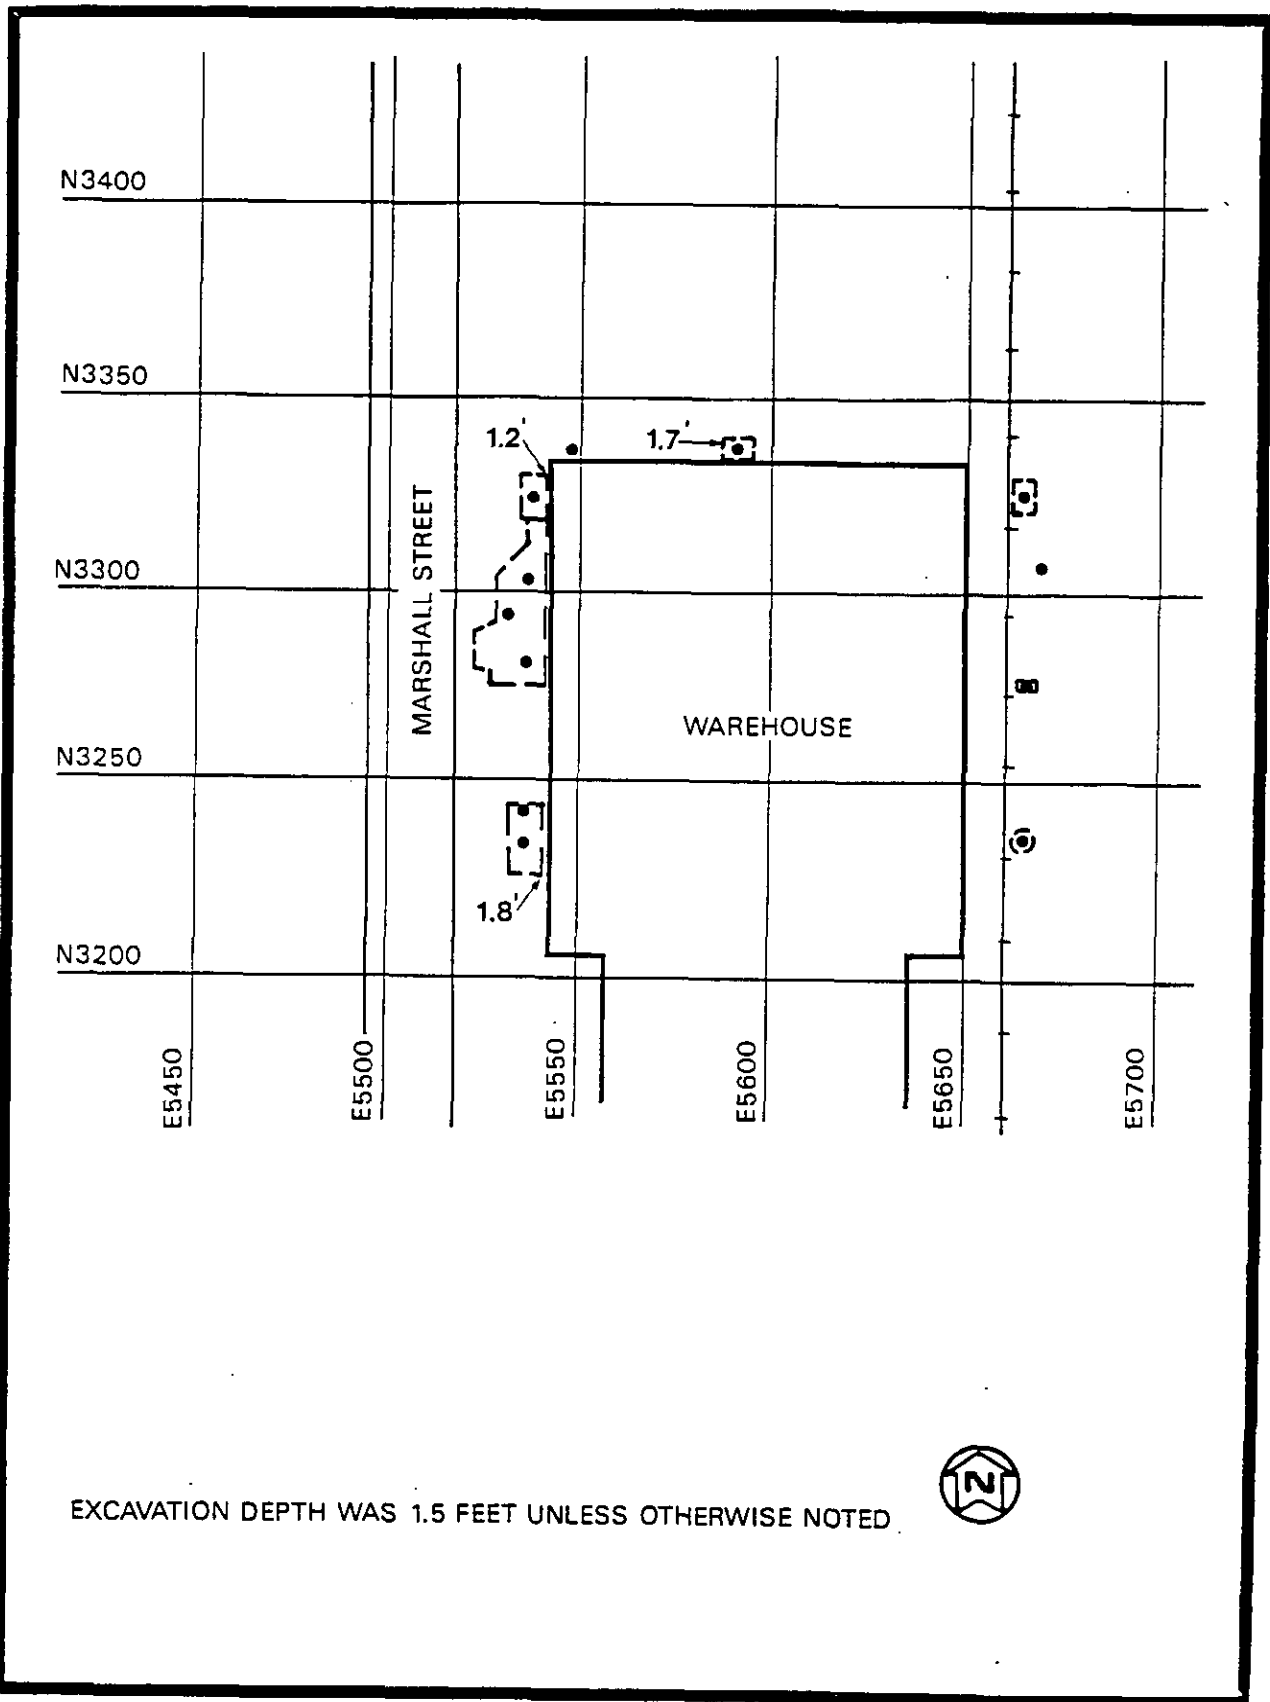 N3400
N3350
1.2'
1.7'
MARSHALL STREET
N3300
WAREHOUSE
N3250
1.8'
N3200
E5450
E5500
E5550
E5600
E5650
E5700
N
EXCAVATION DEPTH WAS 1.5 FEET UNLESS OTHERWISE NOTED